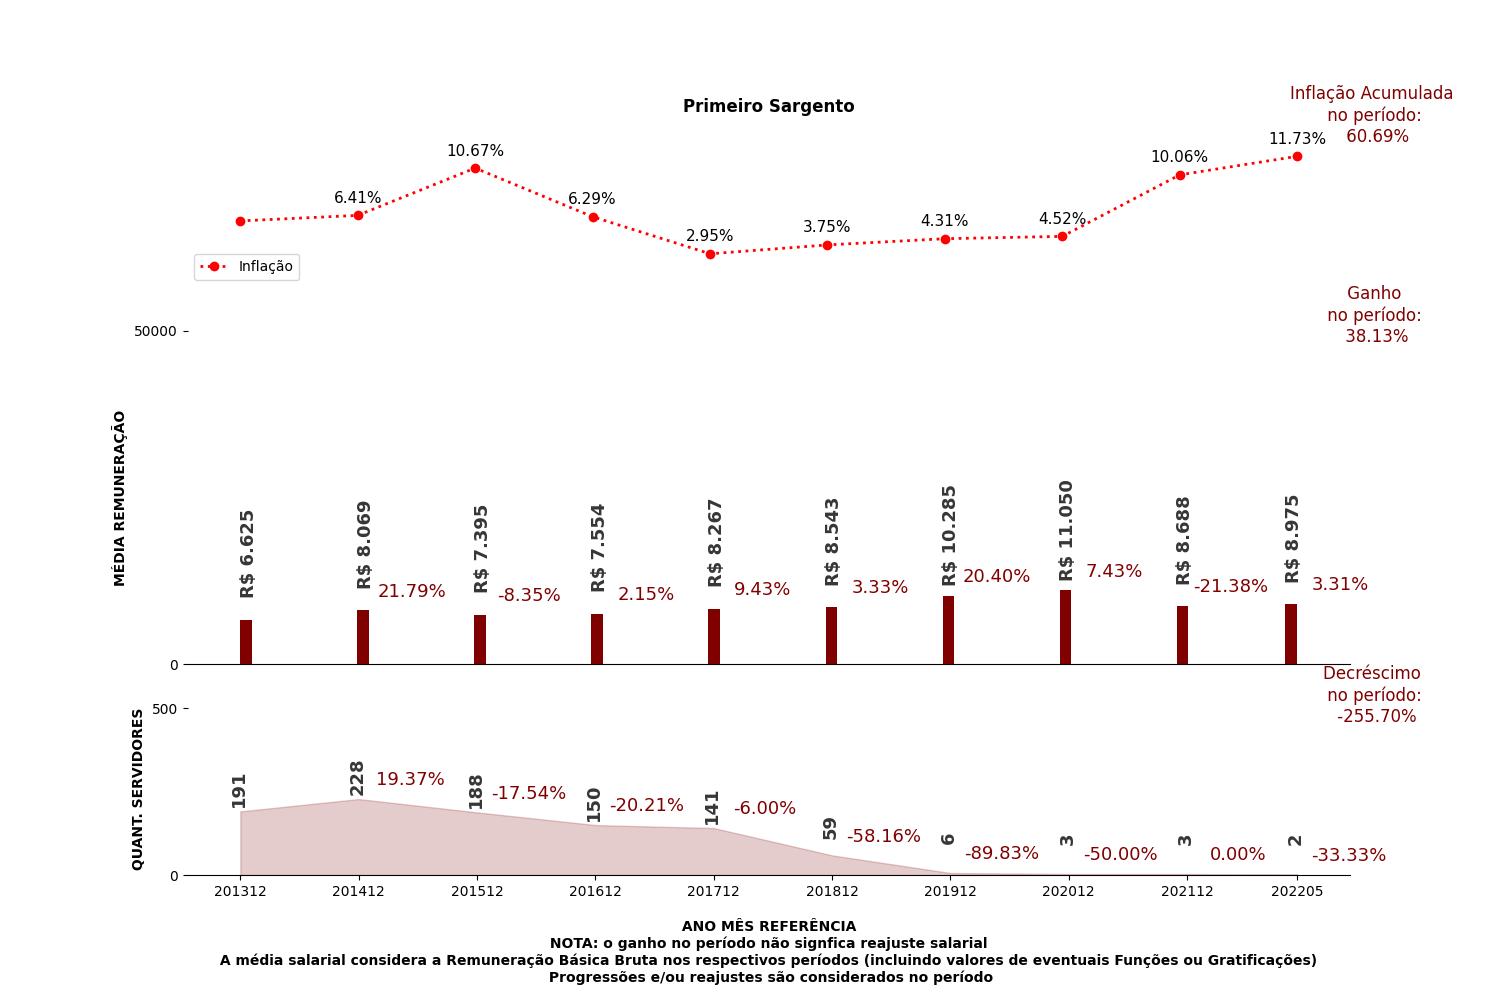 Primeiro Sargento
Inflação Acumulada
no período:
60.69%
6.41%
10.67%
6.29%
2.95%
3.75%
4.31%
4.52%
10.06%
11.73%
Inflação
Ganho
no período:
38.13%
50000
0
MÉDIA REMUNERAÇÃO
R$ 6.625
R$ 8.069
R$ 7.395
R$ 7.554
R$ 8.267
R$ 8.543
R$ 10.285
R$ 11.050
R$ 8.688
R$ 8.975
21.79%
-8.35%
2.15%
9.43%
3.33%
20.40%
7.43%
-21.38%
3.31%
Decréscimo
no período:
-255.70%
500
0
QUANT. SERVIDORES
191
228
188
150
141
59
6
3
3
2
19.37%
-17.54%
-20.21%
-6.00%
-58.16%
-89.83%
-50.00%
0.00%
-33.33%
201312
201412
201512
201612
201712
201812
201912
202012
202112
202205
ANO MÊS REFERÊNCIA
NOTA: o ganho no período não signfica reajuste salarial
A média salarial considera a Remuneração Básica Bruta nos respectivos períodos (incluindo valores de eventuais Funções ou Gratificações)
Progressões e/ou reajustes são considerados no período